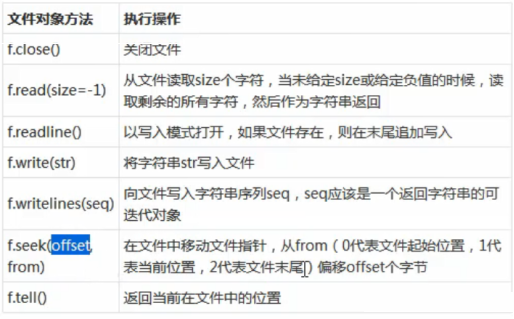 文件对象方法 执行操作
f.close() 关闭文件
f.read(size=-1) 从文件读取size个字符，当未给定size或给定负值的时候，读
取剩余的所有字符，然后作为字符串返回
f.readline() 以写入模式打开，如果文件存在，则在末尾追加写入
f.write(str) 将字符串str写入文件
f.writelines(seq) 向文件写入字符串序列seq，seq应该是一个返回字符串的可
迭代对象
f.seek(offset, 在文件中移动文件指针，从from（0代表文件起始位置，1代
from) 表当前位置，2代表文件末尾）偏移offset个字节
f.tell() 返回当前在文件中的位置